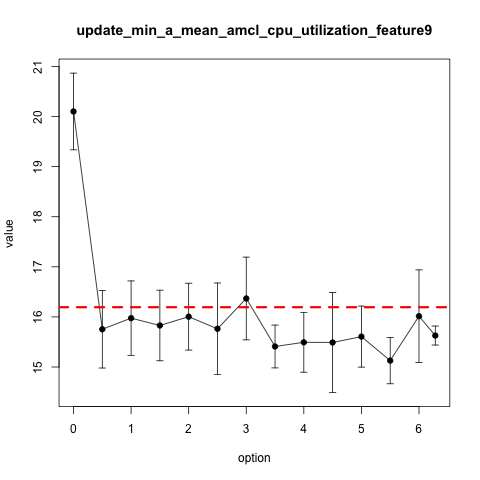 update_min_a_mean_amcl_cpu_utilization_feature9
21
20
19
18
17
16
15
value
0 1 2 3 4 5 6
option